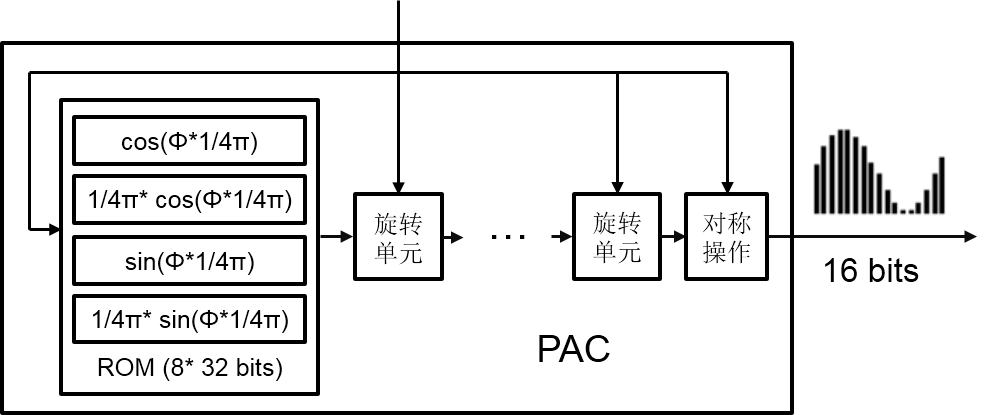 cos(Φ*1/4π)
1/4π* cos(Φ*1/4π)
sin(Φ*1/4π)
1/4π* sin(Φ*1/4π)
ROM (8* 32 bits)
旋转
单元
···
旋转
单元
对称
操作
PAC
16 bits